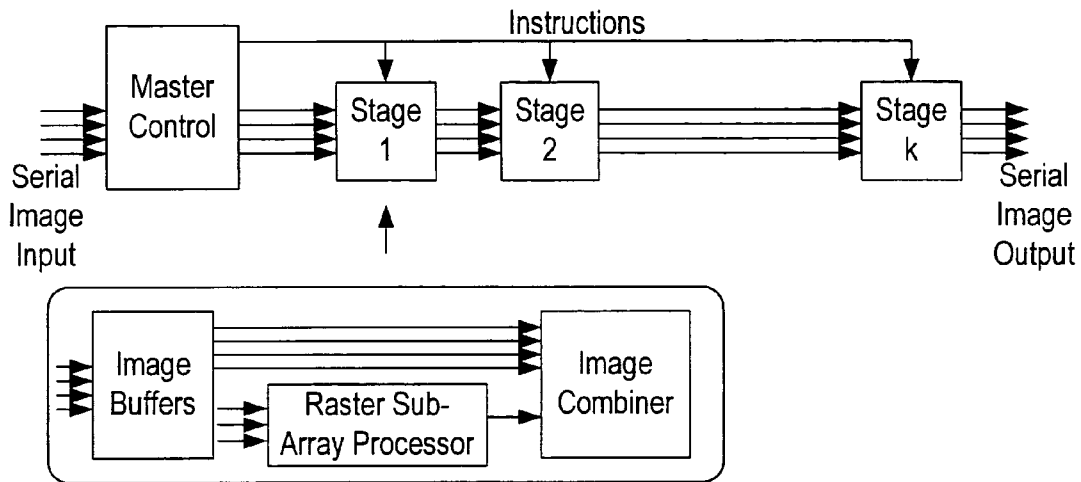 Instructions
Master
Control
Stage
1
Stage
2
Stage
k
Serial
Image
Input
Serial
Image
Output
Image
Buffers
Raster Sub-
Array Processor
Image
Combiner